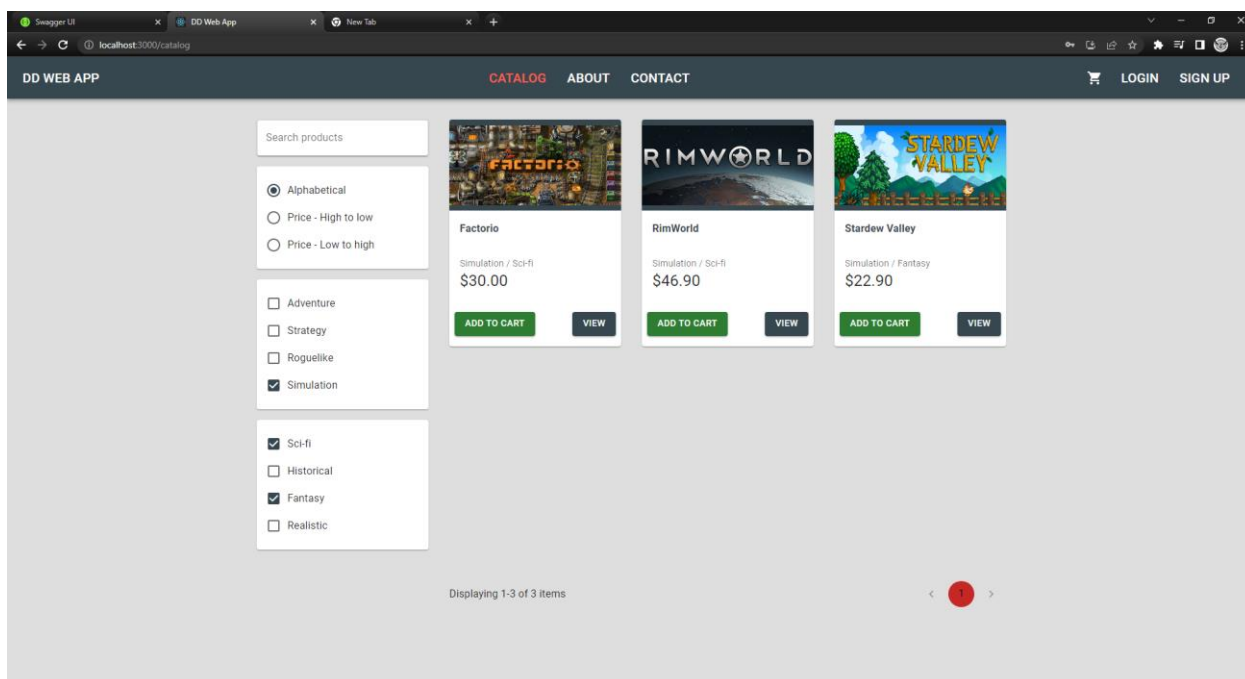 Swagger UI
DD Web App
New Tab
localhost:3000/catalog
DD WEB APP
CATALOG ABOUT CONTACT
LOGIN SIGN UP
Search products
Alphabetical
Price - High to low
Price - Low to high
Adventure
Strategy
Roguelike
Simulation
Sci-fi
Historical
Fantasy
Realistic
FACTORIO
Factorio
Simulation / Sci-fi
$30.00
ADD TO CART VIEW
RIMWORLD
RimWorld
Simulation / Sci-fi
$46.90
ADD TO CART VIEW
STARDEW
VALLEY
Stardew Valley
Simulation / Fantasy
$22.90
ADD TO CART VIEW
Displaying 1-3 of 3 items
1